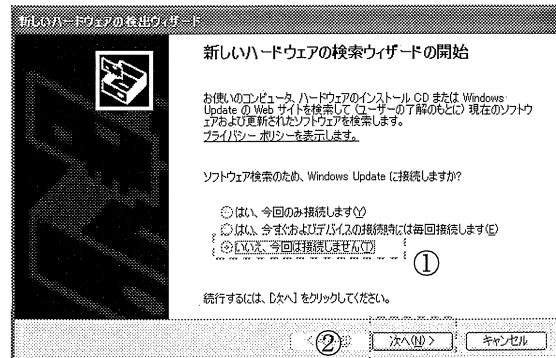 新しいハードウェアの検出ウィザード
新しいハードウェアの検索ウィザードの開始
お使いのコンピュータ、ハードウェアのインストール CD または Windows
Update の Web サイトを検索して (ユーザーの了解のもとに) 現在のソフトウ
ェアおよび更新されたソフトウェアを検索します。
プライバシー ポリシーを表示します。
ソフトウェア検索のため、Windows Update に接続しますか?
はい、今回のみ接続します(Y)
はい、今すぐおよびデバイスの接続時には毎回接続します(E)
いいえ、今回は接続しません(T)
①
続行するには、[次へ] をクリックしてください。
②
次へ(N) >
キャンセル